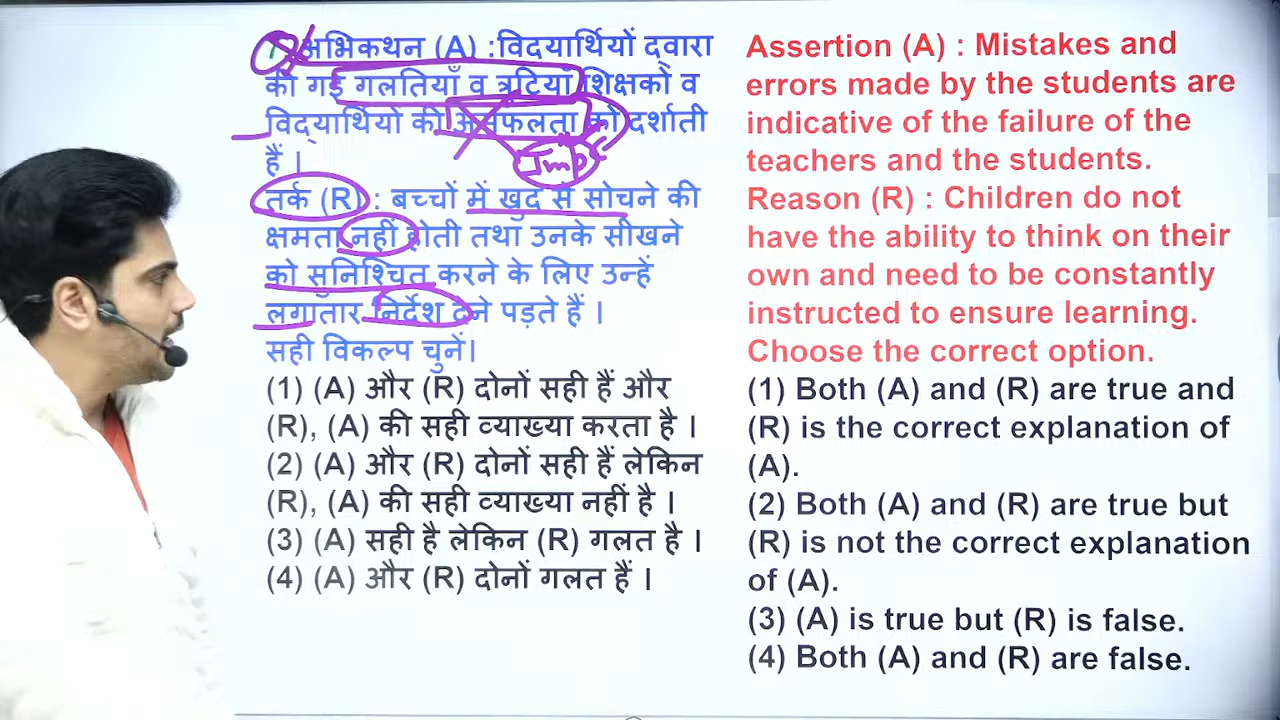 अभिकथन (A) :विदयार्थियों द्वारा
की गई गलतियाँ व त्रुटियां शिक्षकों व
विद्यार्थियों की असफलता को दर्शाती
हैं ।
Imp
तर्क (R) : बच्चों में खुद से सोचने की
क्षमता नहीं होती तथा उनके सीखने
को सुनिश्चित करने के लिए उन्हें
लगातार निर्देश देने पड़ते हैं ।
सही विकल्प चुनें।
(1) (A) और (R) दोनों सही हैं और
(R), (A) की सही व्याख्या करता है ।
(2) (A) और (R) दोनों सही हैं लेकिन
(R), (A) की सही व्याख्या नहीं है ।
(3) (A) सही है लेकिन (R) गलत है ।
(4) (A) और (R) दोनों गलत हैं ।
Assertion (A) : Mistakes and
errors made by the students are
indicative of the failure of the
teachers and the students.
Reason (R) : Children do not
have the ability to think on their
own and need to be constantly
instructed to ensure learning.
Choose the correct option.
(1) Both (A) and (R) are true and
(R) is the correct explanation of
(A).
(2) Both (A) and (R) are true but
(R) is not the correct explanation
of (A).
(3) (A) is true but (R) is false.
(4) Both (A) and (R) are false.